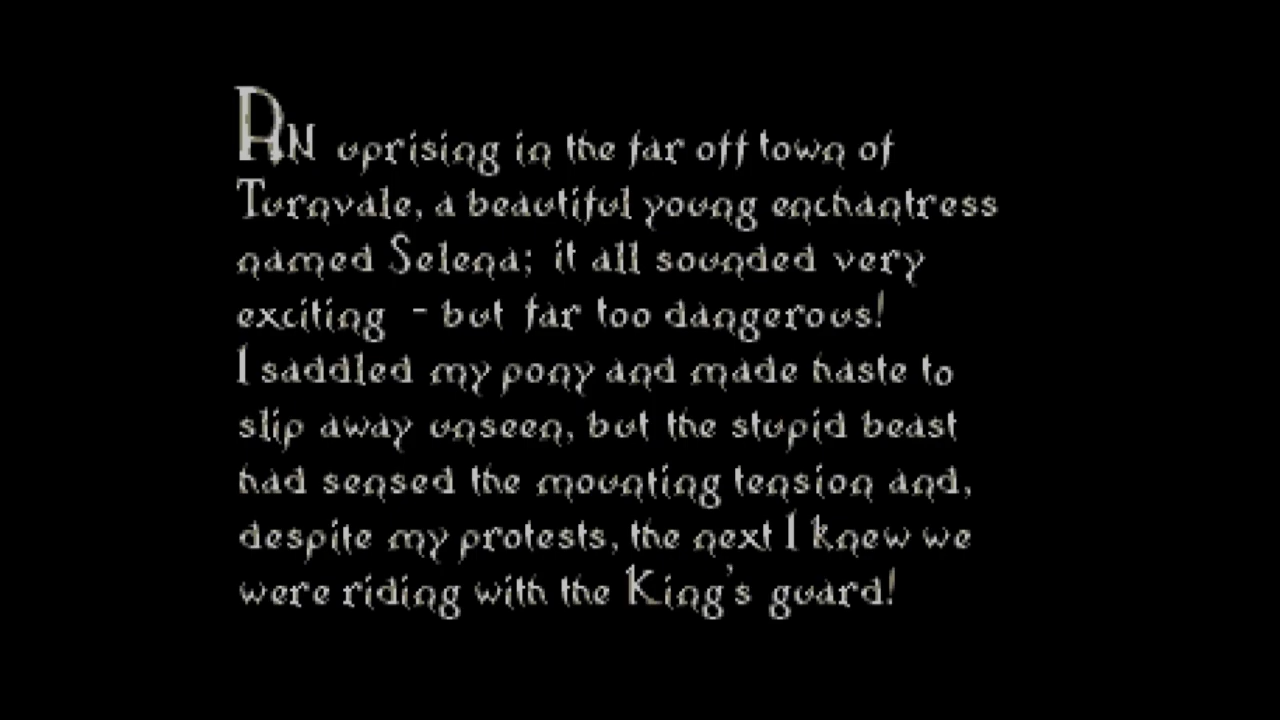 AN uprising in the far off town of
Turnvale, a beautiful young enchantress
named Selena; it all sounded very
exciting - but far too dangerous!
I saddled my pony and made haste to
slip away unseen, but the stupid beast
had sensed the mounting tension and,
despite my protests, the next I knew we
were riding with the King's guard!